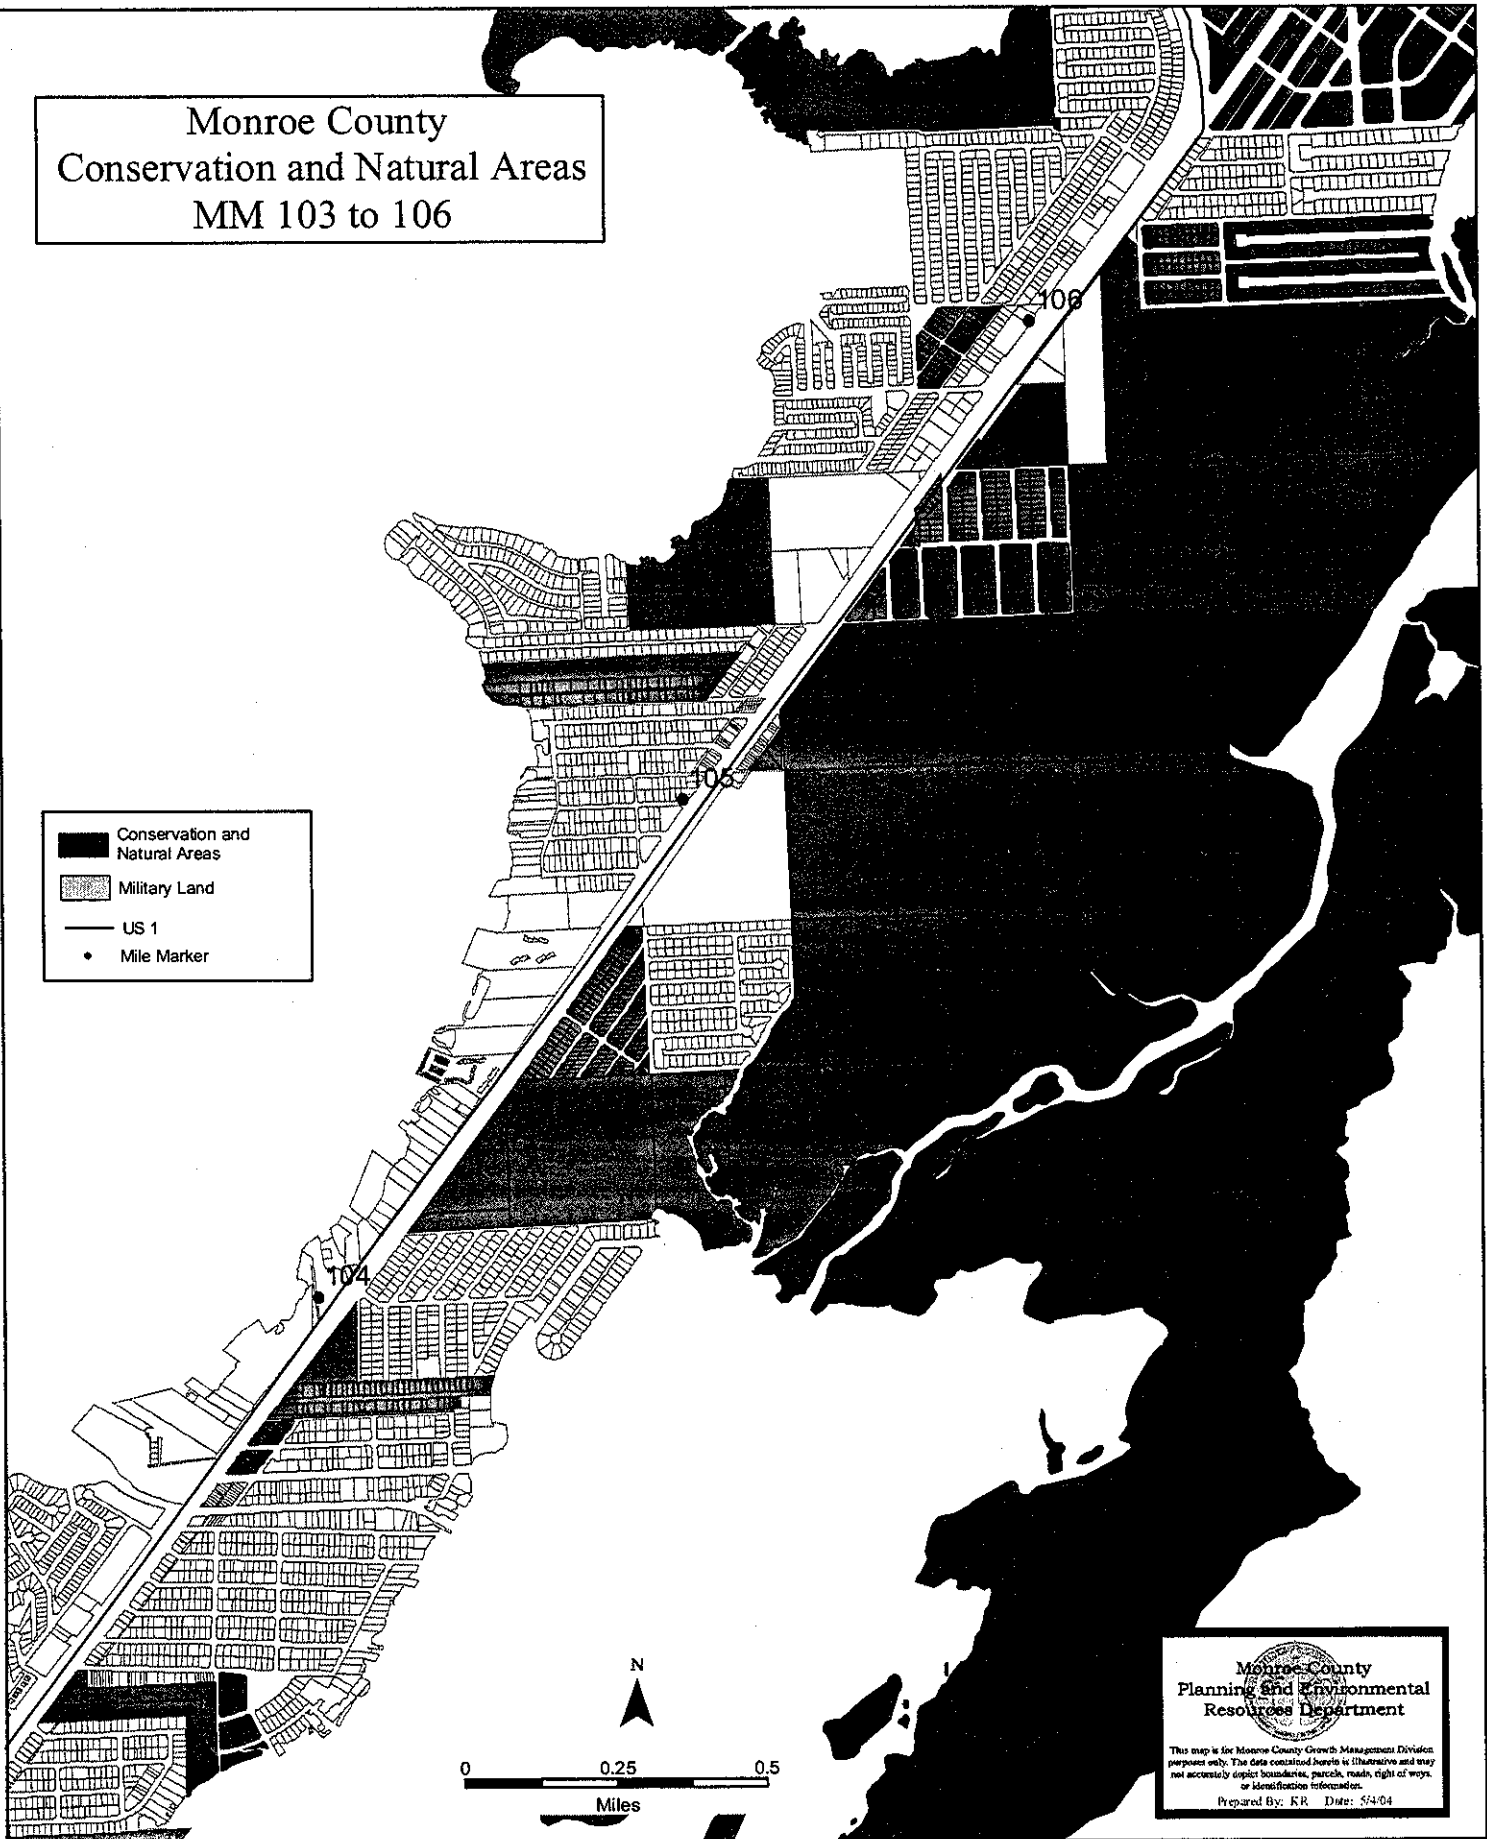 Monroe County
Conservation and Natural Areas
MM 103 to 106
106
105
Conservation and
Natural Areas
Military Land
US 1
Mile Marker
104
N
0 0.25 0.5
Miles
Monroe County
Planning and Environmental
Resources Department
This map is for Monroe County Growth Management Division
purposes only. The data contained herein is illustrative and may
not accurately depict boundaries, parcels, roads, right of ways,
or identification information.
Prepared By: KR Date: 5/4/04